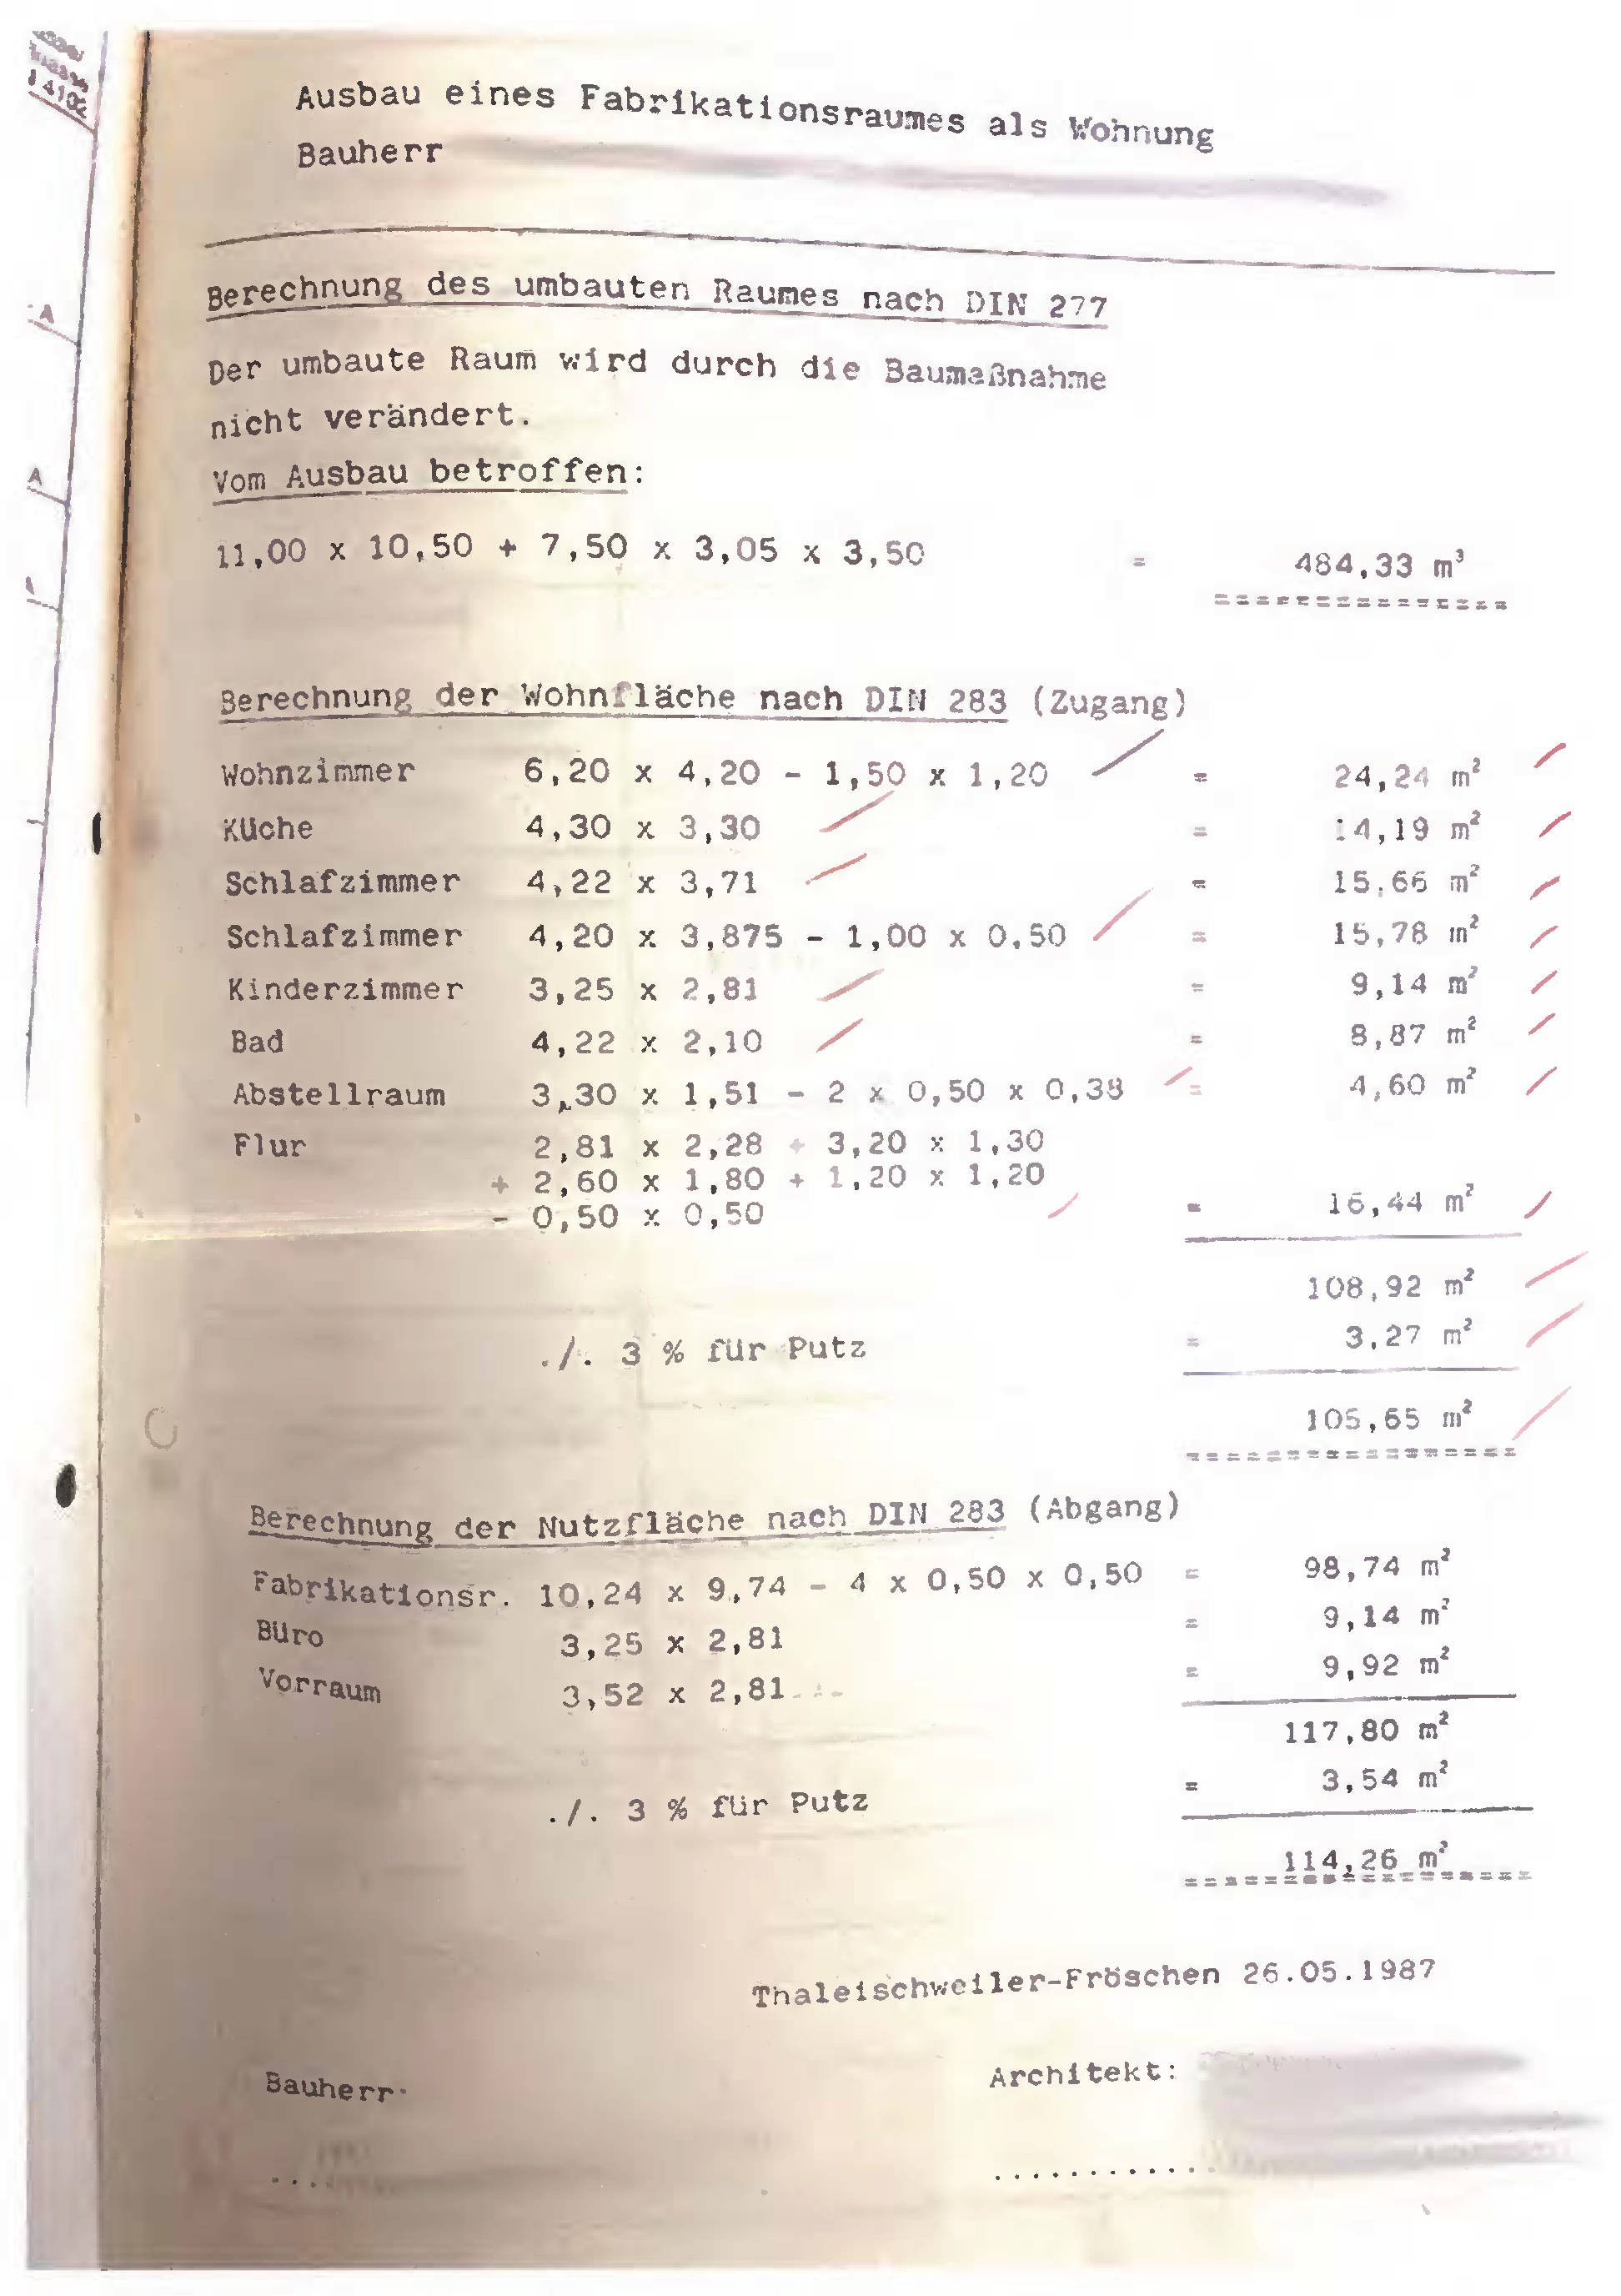 4102
A
A
Ausbau eines Fabrikationsraumes als Wohnung
Bauherr
Berechnung des umbauten Raumes nach DIN 277
Der umbaute Raum wird durch die Baumaßnahme
nicht verändert.
Vom Ausbau betroffen:
11,00 x 10,50 + 7,50 x 3,05 x 3,50 = 484,33 m³
===============
Berechnung der Wohnfläche nach DIN 283 (Zugang)
Wohnzimmer 6,20 x 4,20 - 1,50 x 1,20 = 24,24 m²
Küche 4,30 x 3,30 = 14,19 m²
Schlafzimmer 4,22 x 3,71 = 15,66 m²
Schlafzimmer 4,20 x 3,875 - 1,00 x 0,50 = 15,78 m²
Kinderzimmer 3,25 x 2,81 = 9,14 m²
Bad 4,22 x 2,10 = 8,87 m²
Abstellraum 3,30 x 1,51 - 2 x 0,50 x 0,38 = 4,60 m²
Flur 2,81 x 2,28 + 3,20 x 1,30
+ 2,60 x 1,80 + 1,20 x 1,20
- 0,50 x 0,50 = 16,44 m²
108,92 m²
./. 3 % für Putz = 3,27 m²
105,65 m²
=================
Berechnung der Nutzfläche nach DIN 283 (Abgang)
Fabrikationsr. 10,24 x 9,74 - 4 x 0,50 x 0,50 = 98,74 m²
Büro 3,25 x 2,81 = 9,14 m²
Vorraum 3,52 x 2,81 = 9,92 m²
117,80 m²
./. 3 % für Putz = 3,54 m²
114,26 m²
==================
Thaleischweiler-Fröschen 26.05.1987
Bauherr
Architekt: